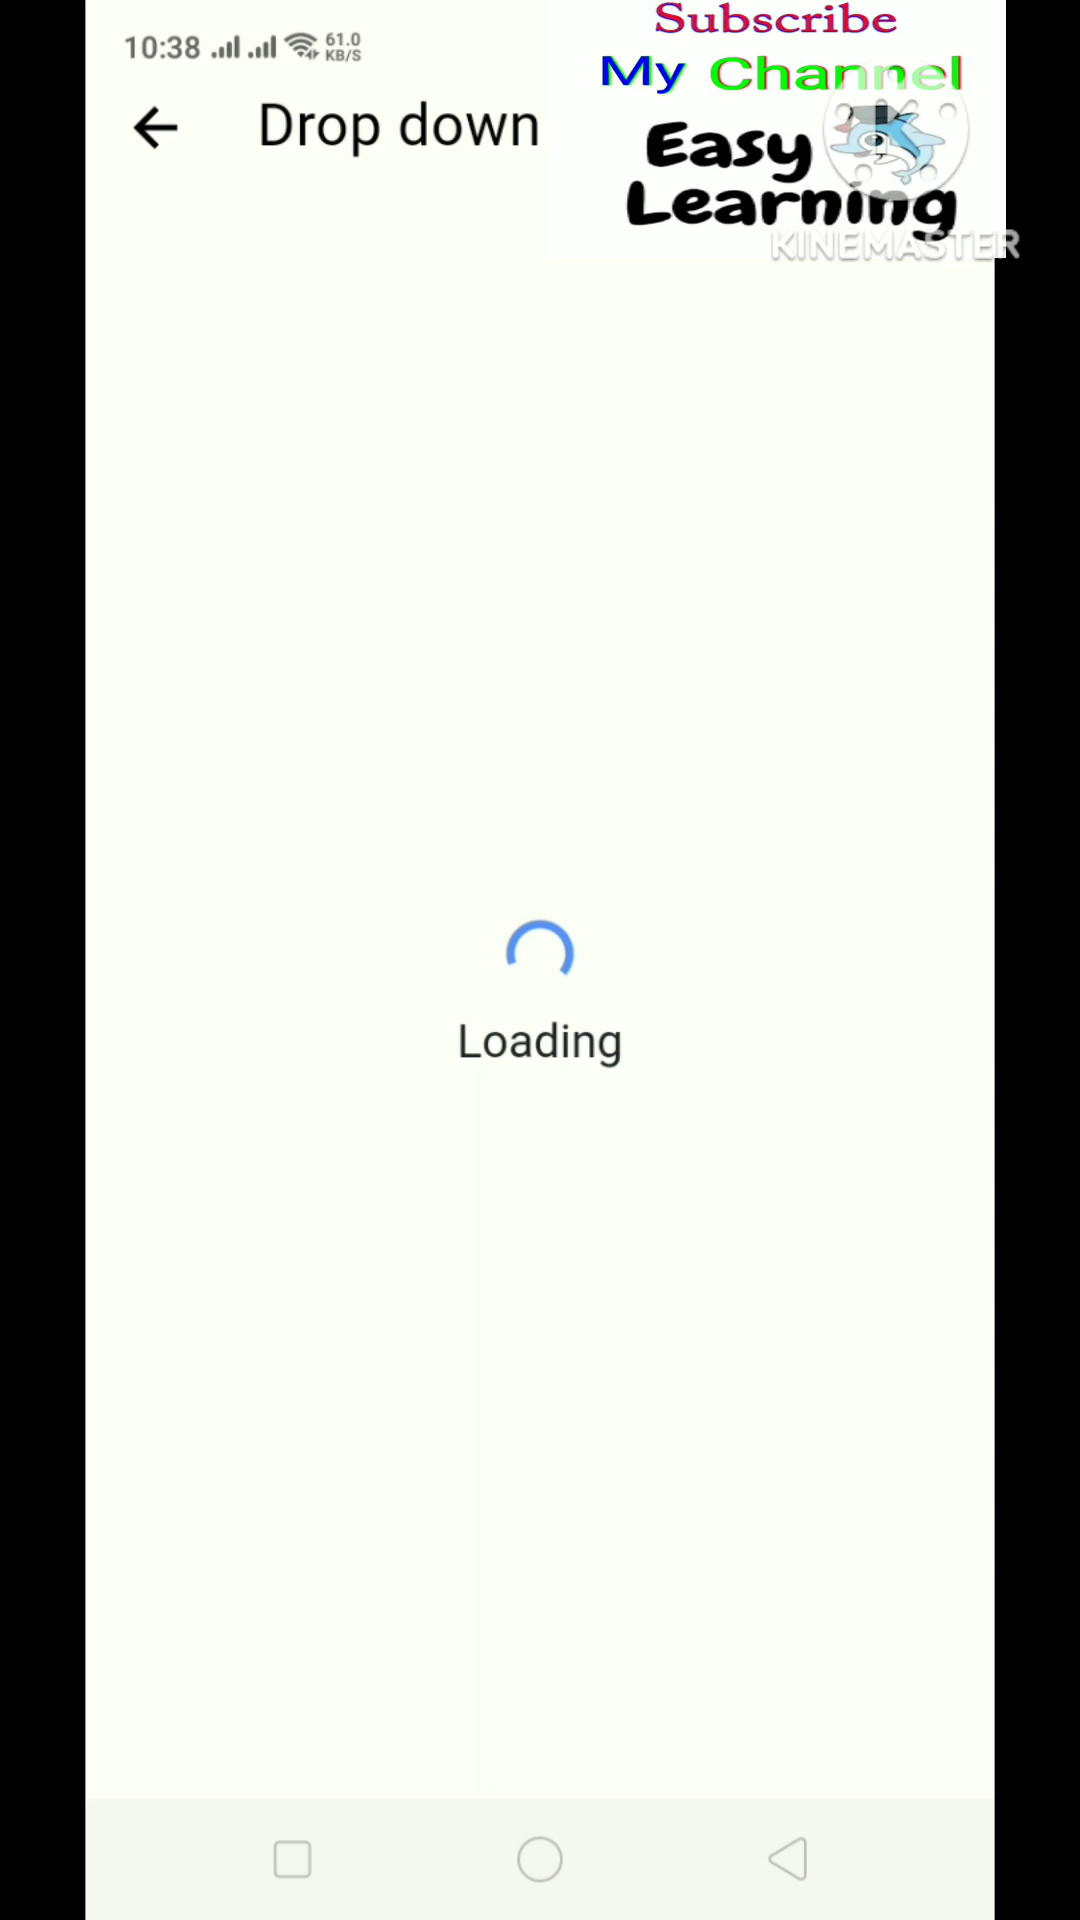 Subscribe
My Channel
10:38 61.0 KB/S
Drop down
Easy
Learning
KINEMASTER
Loading